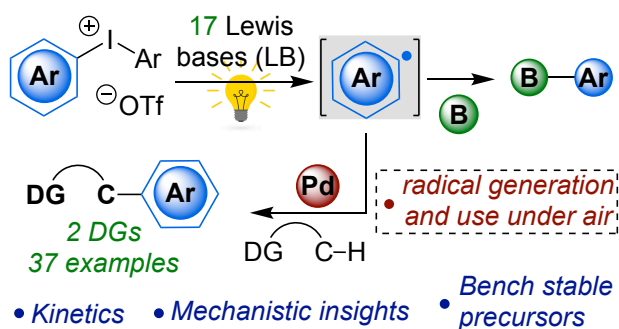 ⊕
I
Ar
Ar
⊖OTf
17 Lewis
bases (LB)
Ar •
B
B–Ar
DG C–Ar
2 DGs
37 examples
Pd
DG C–H
• radical generation
and use under air
• Kinetics • Mechanistic insights • Bench stable
precursors